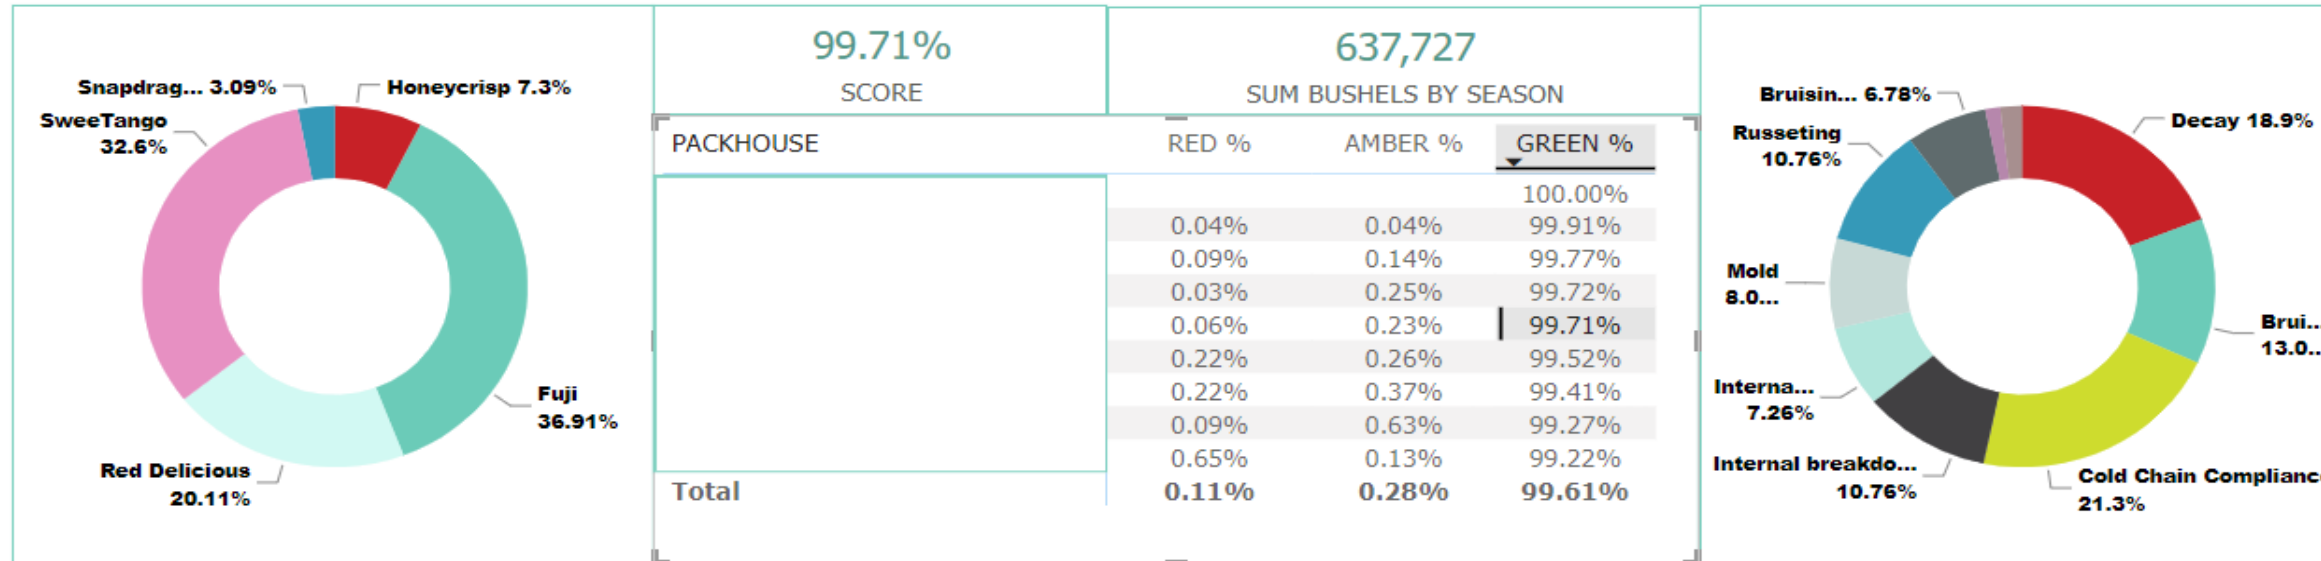 Snapdrag... 3.09%
Honeycrisp 7.3%
SweeTango
32.6%
Fuji
36.91%
Red Delicious
20.11%
99.71%
SCORE
637,727
SUM BUSHELS BY SEASON
PACKHOUSE RED % AMBER % GREEN %
100.00%
0.04% 0.04% 99.91%
0.09% 0.14% 99.77%
0.03% 0.25% 99.72%
0.06% 0.23% 99.71%
0.22% 0.26% 99.52%
0.22% 0.37% 99.41%
0.09% 0.63% 99.27%
0.65% 0.13% 99.22%
Total 0.11% 0.28% 99.61%
Bruisin... 6.78%
Decay 18.9%
Russeting
10.76%
Mold
8.0...
Brui...
13.0...
Interna...
7.26%
Internal breakdo...
10.76%
Cold Chain Compliance
21.3%